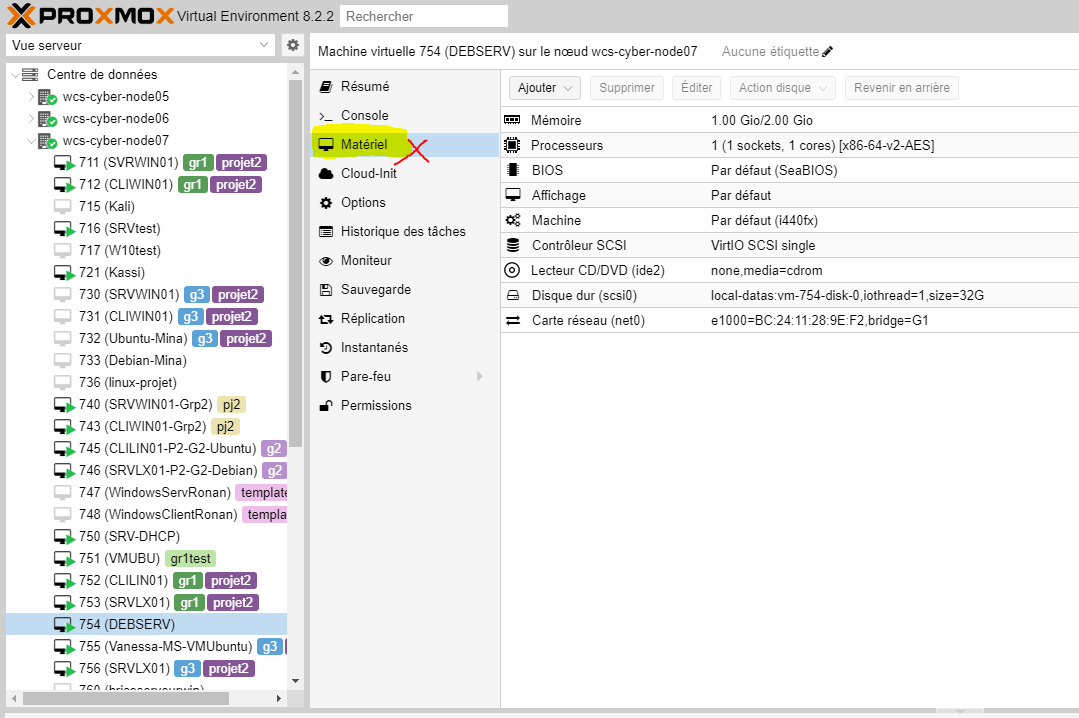 PROXMOX Virtual Environment 8.2.2 Rechercher
Vue serveur
Centre de données
wcs-cyber-node05
wcs-cyber-node06
wcs-cyber-node07
711 (SVRWIN01) gr1 projet2
712 (CLIWIN01) gr1 projet2
715 (Kali)
716 (SRVtest)
717 (W10test)
721 (Kassi)
730 (SRVWIN01) g3 projet2
731 (CLIWIN01) g3 projet2
732 (Ubuntu-Mina) g3 projet2
733 (Debian-Mina)
736 (linux-projet)
740 (SRVWIN01-Grp2) pj2
743 (CLIWIN01-Grp2) pj2
745 (CLILIN01-P2-G2-Ubuntu) g2
746 (SRVLX01-P2-G2-Debian) g2
747 (WindowsServRonan) template
748 (WindowsClientRonan) templa
750 (SRV-DHCP)
751 (VMUBU) gr1test
752 (CLILIN01) gr1 projet2
753 (SRVLX01) gr1 projet2
754 (DEBSERV)
755 (Vanessa-MS-VMUbuntu) g3
756 (SRVLX01) g3 projet2
Machine virtuelle 754 (DEBSERV) sur le nœud wcs-cyber-node07 Aucune étiquette
Résumé
Console
Matériel
Cloud-Init
Options
Historique des tâches
Moniteur
Sauvegarde
Réplication
Instantanés
Pare-feu
Permissions
Ajouter Supprimer Éditer Action disque Revenir en arrière
Mémoire 1.00 Gio/2.00 Gio
Processeurs 1 (1 sockets, 1 cores) [x86-64-v2-AES]
BIOS Par défaut (SeaBIOS)
Affichage Par défaut
Machine Par défaut (i440fx)
Contrôleur SCSI VirtIO SCSI single
Lecteur CD/DVD (ide2) none,media=cdrom
Disque dur (scsi0) local-datas:vm-754-disk-0,iothread=1,size=32G
Carte réseau (net0) e1000=BC:24:11:28:9E:F2,bridge=G1